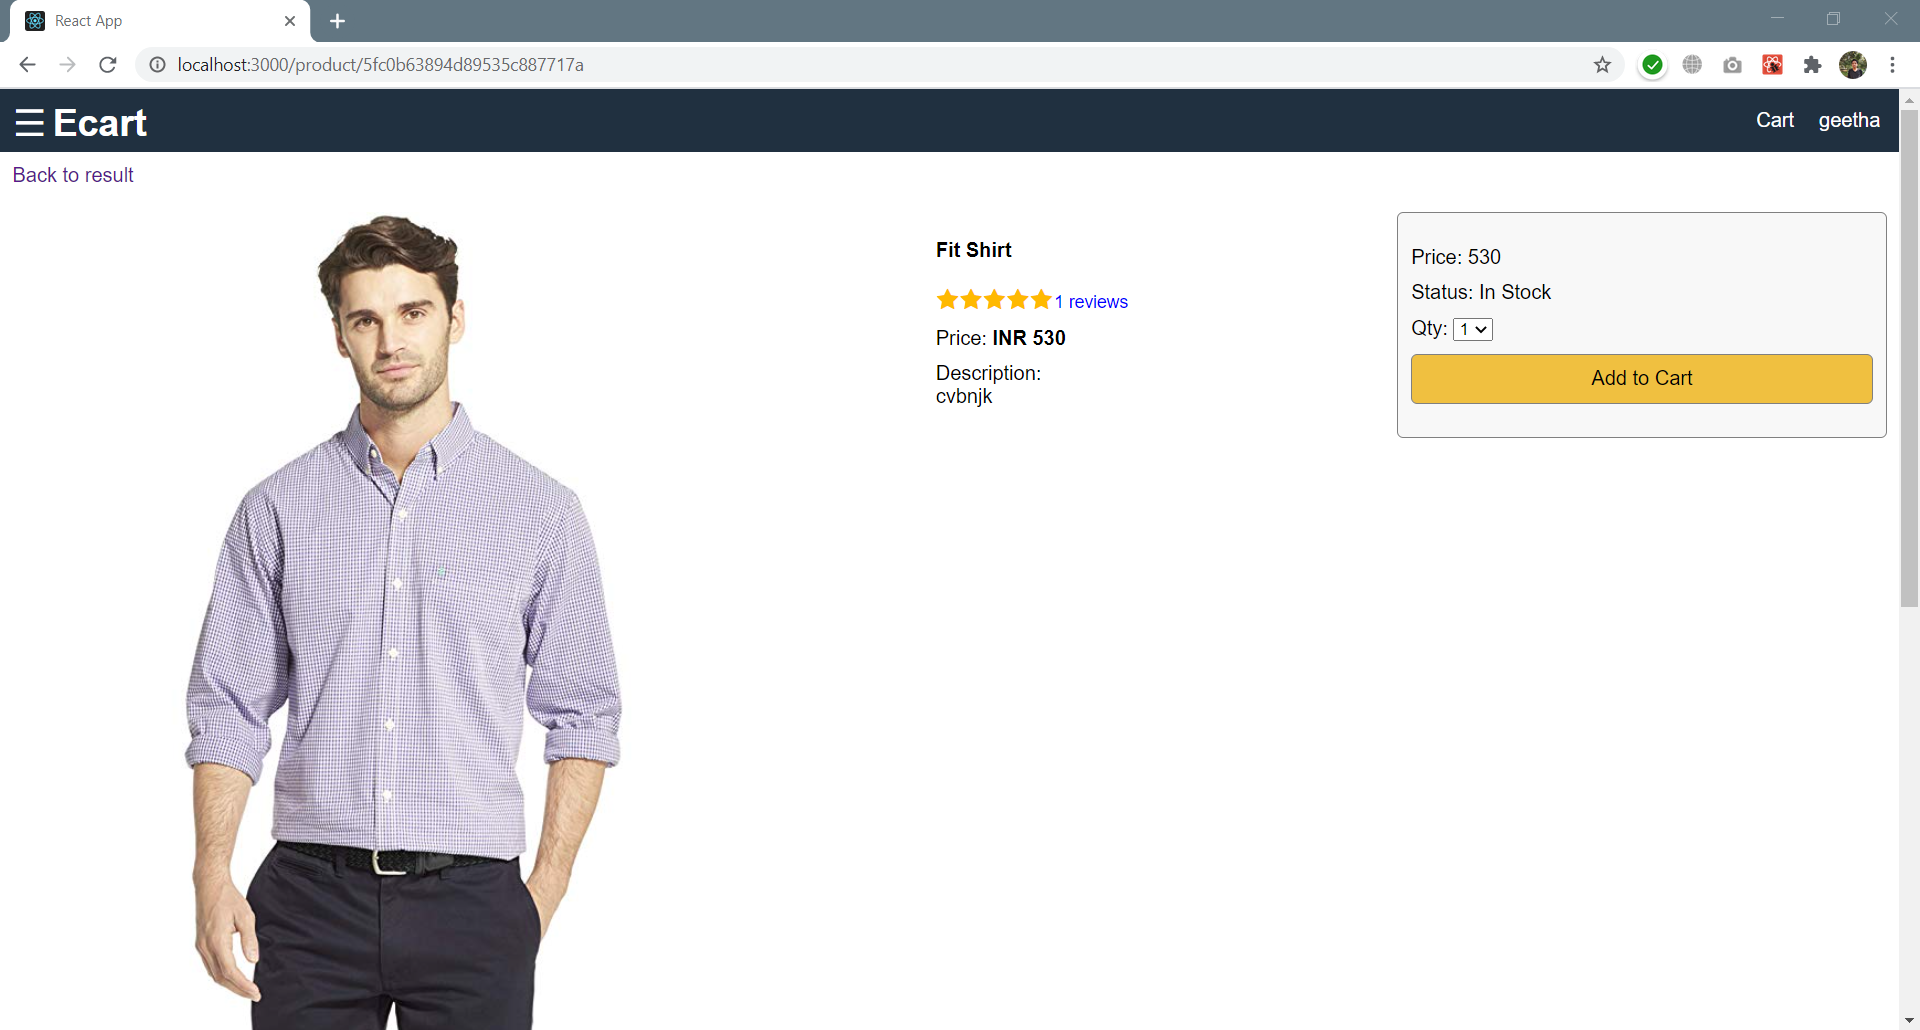 React App
localhost:3000/product/5fc0b63894d89535c887717a
☰ Ecart
Cart geetha
Back to result
Fit Shirt
1 reviews
Price: INR 530
Description:
cvbnjk
Price: 530
Status: In Stock
Qty: 1
Add to Cart